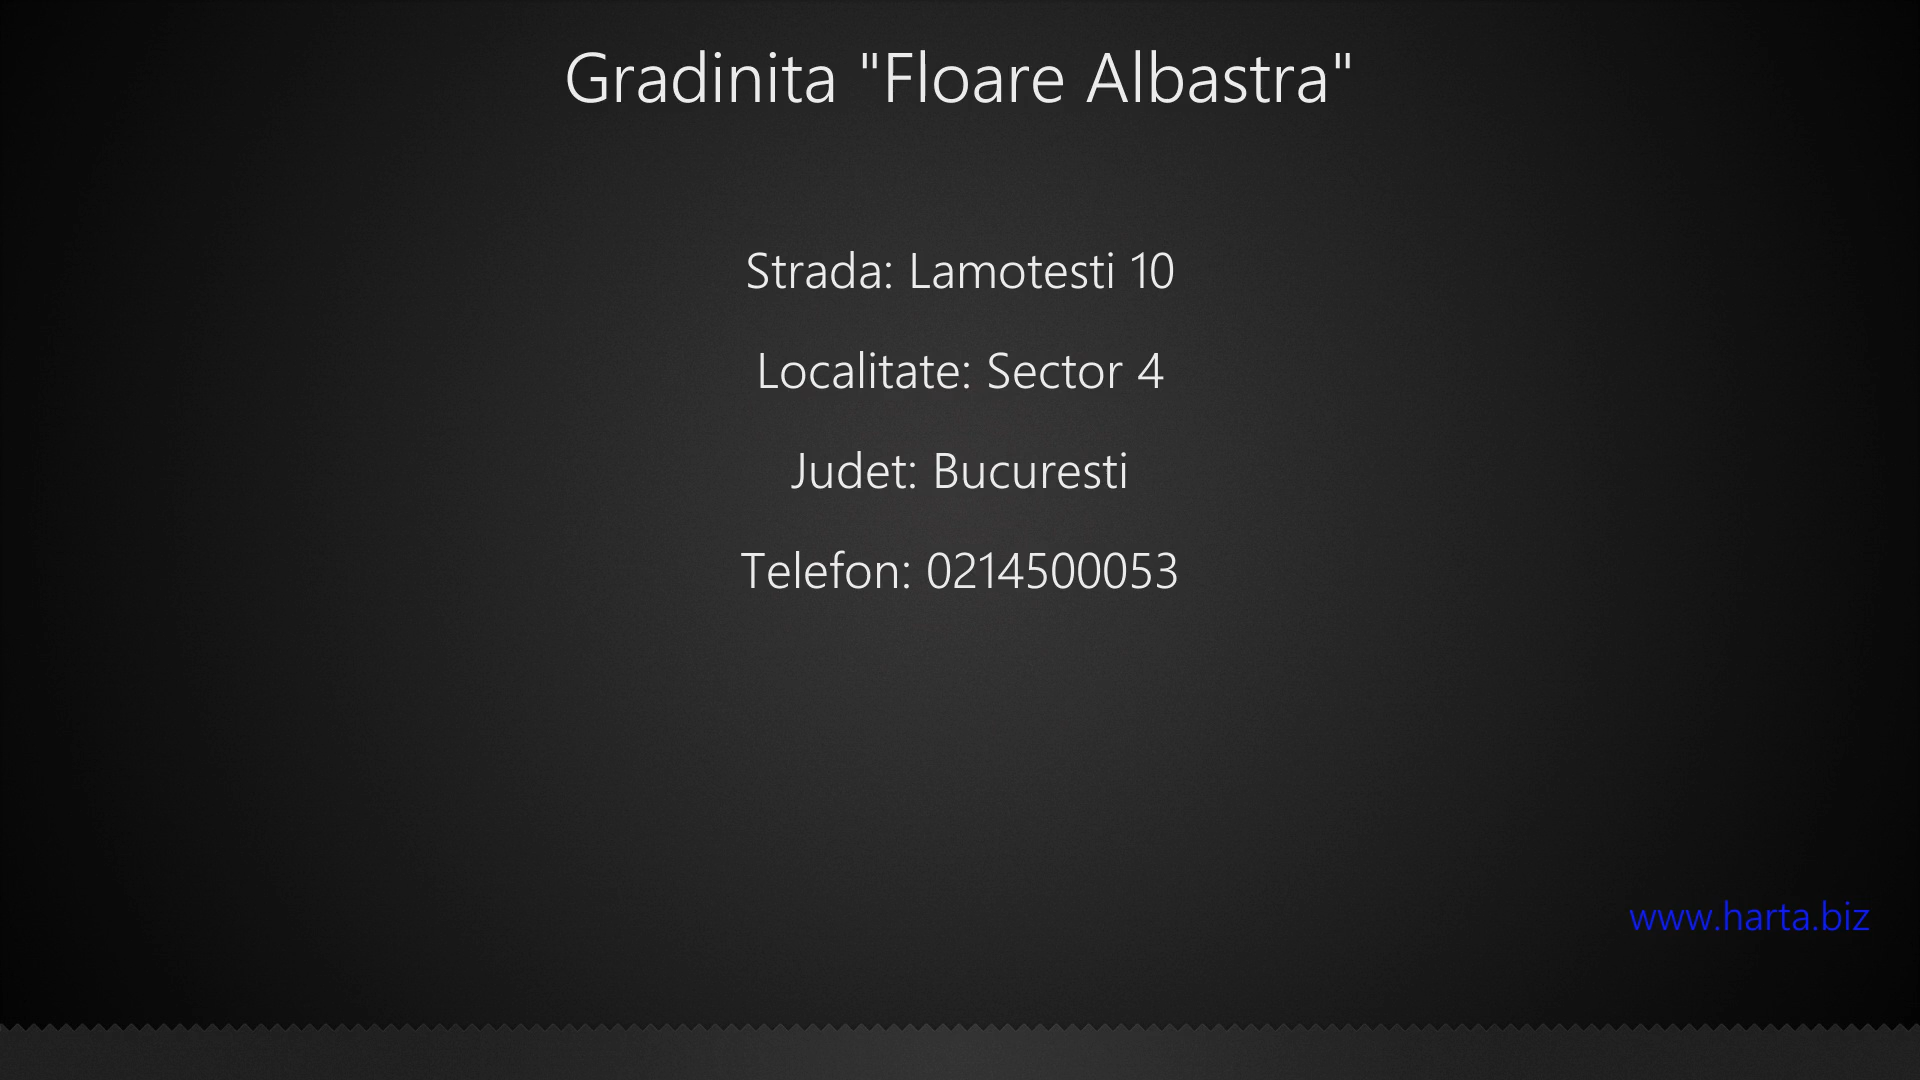 Gradinita "Floare Albastra"
Strada: Lamotesti 10
Localitate: Sector 4
Judet: Bucuresti
Telefon: 0214500053
www.harta.biz